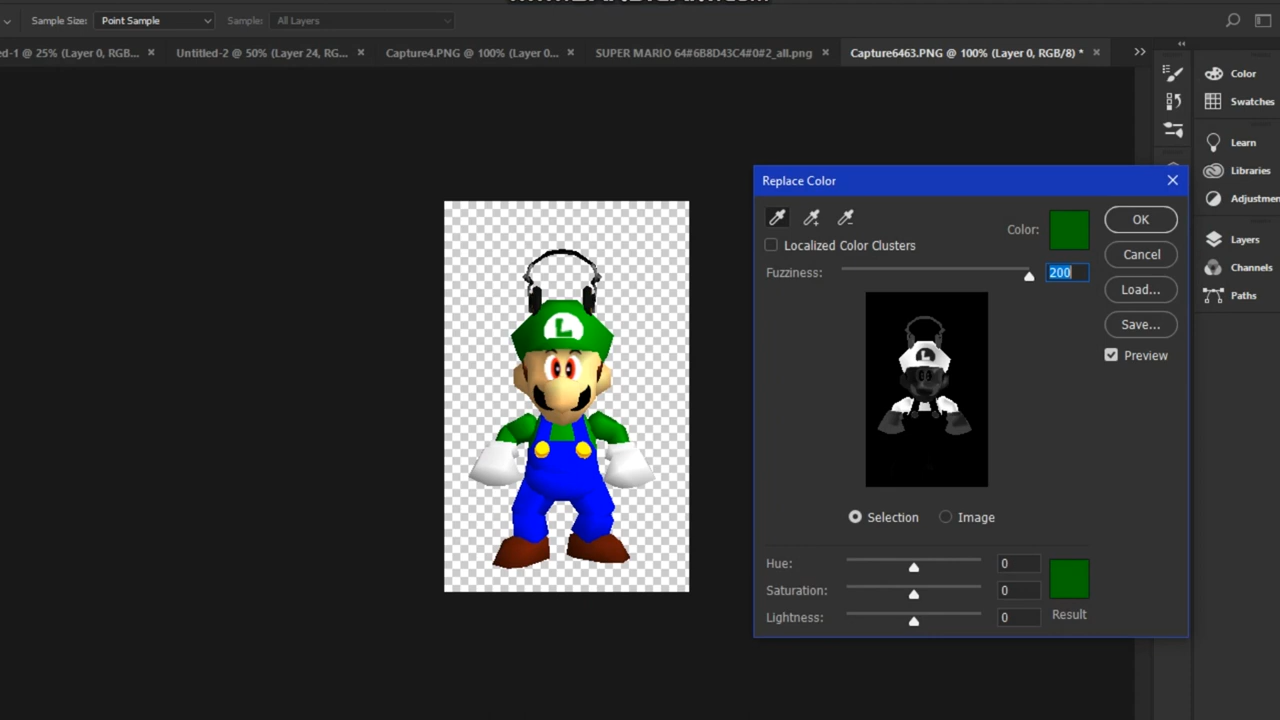 Sample Size: Point Sample Sample: All Layers
ed-1 @ 25% (Layer 0, RGB... × Untitled-2 @ 50% (Layer 24, RG... × Capture4.PNG @ 100% (Layer 0... × SUPER MARIO 64#6B8D43C4#0#2_all.png × Capture6463.PNG @ 100% (Layer 0, RGB/8) * ×
Color
Swatches
Learn
Libraries
Adjustmen
Layers
Channels
Paths
Replace Color
Localized Color Clusters
Color:
Fuzziness: 200
OK
Cancel
Load...
Save...
Preview
Selection Image
Hue: 0
Saturation: 0
Lightness: 0
Result
L